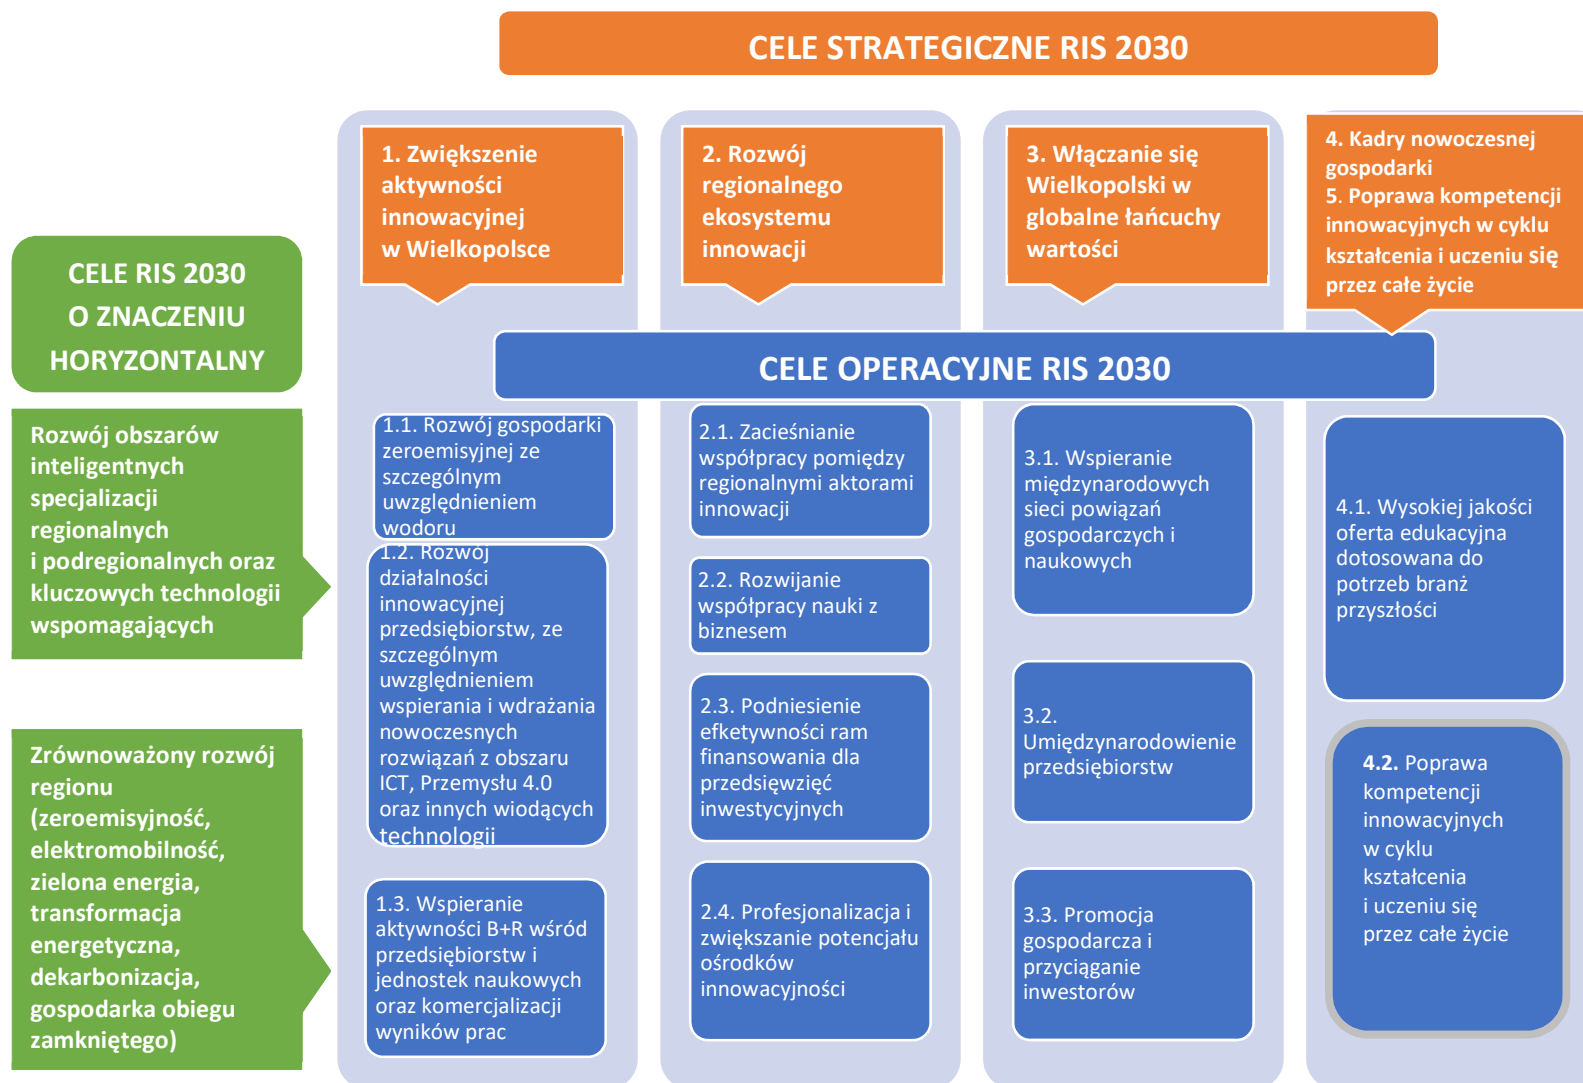 CELE STRATEGICZNE RIS 2030
1. Zwiększenie
aktywności
innowacyjnej
w Wielkopolsce
2. Rozwój
regionalnego
ekosystemu
innowacji
3. Włączanie się
Wielkopolski w
globalne łańcuchy
wartości
4. Kadry nowoczesnej
gospodarki
5. Poprawa kompetencji
innowacyjnych w cyklu
kształcenia i uczeniu się
przez całe życie
CELE RIS 2030
O ZNACZENIU
HORYZONTALNY
CELE OPERACYJNE RIS 2030
Rozwój obszarów
inteligentnych
specjalizacji
regionalnych
i podregionalnych oraz
kluczowych technologii
wspomagających
Zrównoważony rozwój
regionu
(zeroemisyjność,
elektromobilność,
zielona energia,
transformacja
energetyczna,
dekarbonizacja,
gospodarka obiegu
zamkniętego)
1.1. Rozwój gospodarki
zeroemisyjnej ze
szczególnym
uwzględnieniem
wodoru
1.2. Rozwój
działalności
innowacyjnej
przedsiębiorstw, ze
szczególnym
uwzględnieniem
wspierania i wdrażania
nowoczesnych
rozwiązań z obszaru
ICT, Przemysłu 4.0
oraz innych wiodących
technologii
1.3. Wspieranie
aktywności B+R wśród
przedsiębiorstw i
jednostek naukowych
oraz komercjalizacji
wyników prac
2.1. Zacieśnianie
współpracy pomiędzy
regionalnymi aktorami
innowacji
2.2. Rozwijanie
współpracy nauki z
biznesem
2.3. Podniesienie
efketywności ram
finansowania dla
przedsięwzięć
inwestycyjnych
2.4. Profesjonalizacja i
zwiększanie potencjału
ośrodków
innowacyjności
3.1. Wspieranie
międzynarodowych
sieci powiązań
gospodarczych i
naukowych
3.2.
Umiędzynarodowienie
przedsiębiorstw
3.3. Promocja
gospodarcza i
przyciąganie
inwestorów
4.1. Wysokiej jakości
oferta edukacyjna
dotosowana do
potrzeb branż
przyszłości
4.2. Poprawa
kompetencji
innowacyjnych
w cyklu
kształcenia
i uczeniu się
przez całe życie